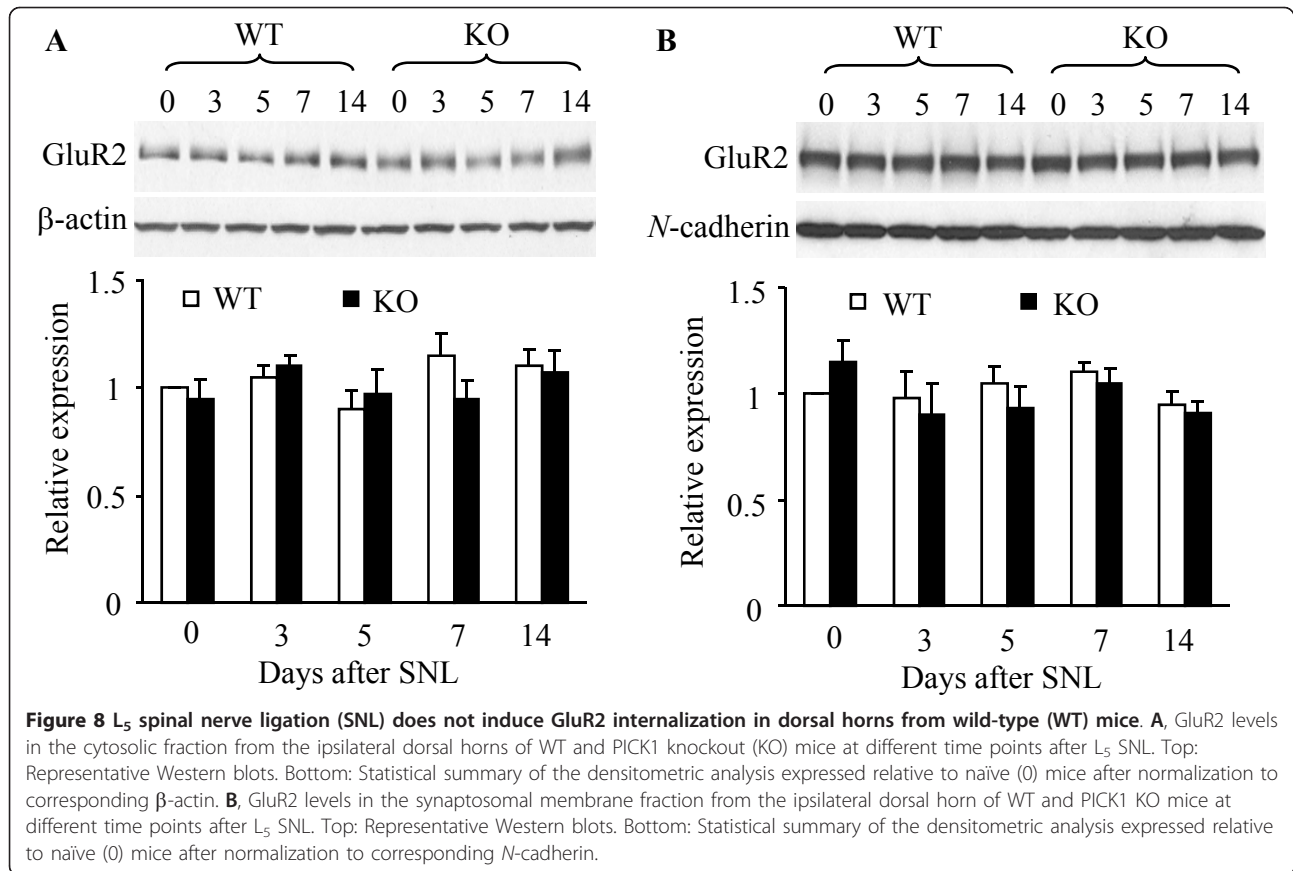 A
WT KO
0 3 5 7 14 0 3 5 7 14
GluR2
β-actin
1.5
WT KO
1
0.5
0
Relative expression
0 3 5 7 14
Days after SNL
B
WT KO
0 3 5 7 14 0 3 5 7 14
GluR2
N-cadherin
1.5
WT KO
1
0.5
0
Relative expression
0 3 5 7 14
Days after SNL
Figure 8 L5 spinal nerve ligation (SNL) does not induce GluR2 internalization in dorsal horns from wild-type (WT) mice. A, GluR2 levels
in the cytosolic fraction from the ipsilateral dorsal horns of WT and PICK1 knockout (KO) mice at different time points after L5 SNL. Top:
Representative Western blots. Bottom: Statistical summary of the densitometric analysis expressed relative to naïve (0) mice after normalization to
corresponding β-actin. B, GluR2 levels in the synaptosomal membrane fraction from the ipsilateral dorsal horn of WT and PICK1 KO mice at
different time points after L5 SNL. Top: Representative Western blots. Bottom: Statistical summary of the densitometric analysis expressed relative
to naïve (0) mice after normalization to corresponding N-cadherin.